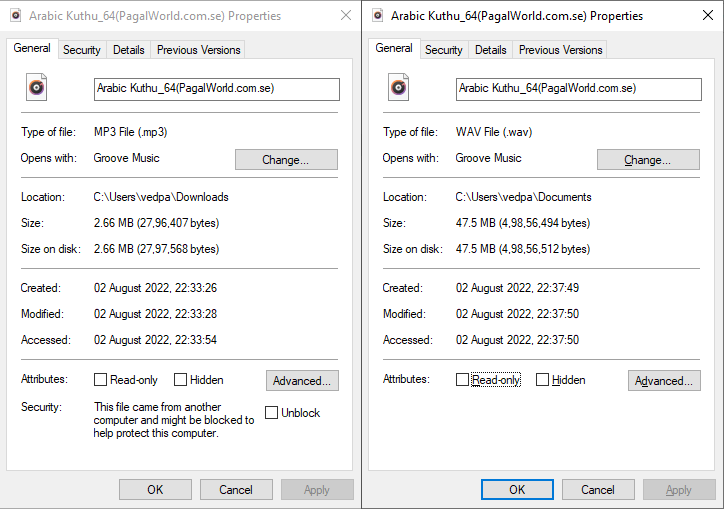 Arabic Kuthu_64(PagalWorld.com.se) Properties
General Security Details Previous Versions
Arabic Kuthu_64(PagalWorld.com.se)
Type of file: MP3 File (.mp3)
Opens with: Groove Music Change...
Location: C:\Users\vedpa\Downloads
Size: 2.66 MB (27,96,407 bytes)
Size on disk: 2.66 MB (27,97,568 bytes)
Created: 02 August 2022, 22:33:26
Modified: 02 August 2022, 22:33:28
Accessed: 02 August 2022, 22:33:54
Attributes: Read-only Hidden Advanced...
Security: This file came from another
computer and might be blocked to
help protect this computer.
Unblock
OK Cancel Apply
Arabic Kuthu_64(PagalWorld.com.se) Properties
General Security Details Previous Versions
Arabic Kuthu_64(PagalWorld.com.se)
Type of file: WAV File (.wav)
Opens with: Groove Music Change...
Location: C:\Users\vedpa\Documents
Size: 47.5 MB (4,98,56,494 bytes)
Size on disk: 47.5 MB (4,98,56,512 bytes)
Created: 02 August 2022, 22:37:49
Modified: 02 August 2022, 22:37:50
Accessed: 02 August 2022, 22:37:50
Attributes: Read-only Hidden Advanced...
OK Cancel Apply